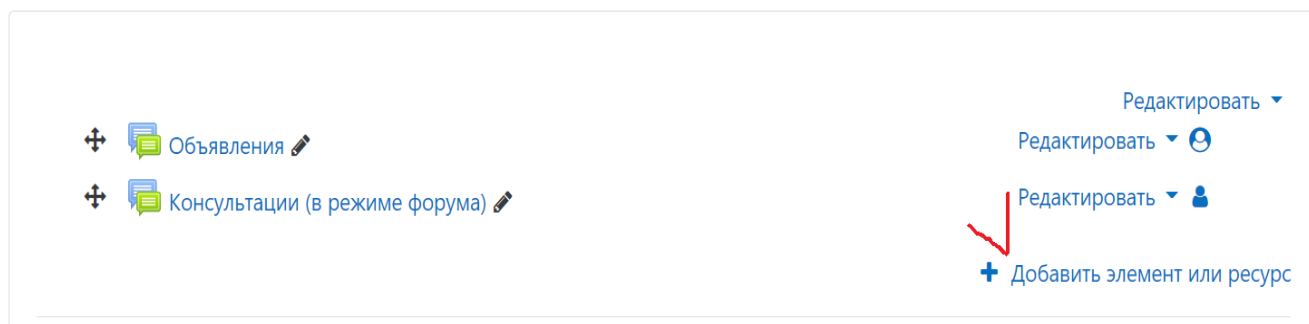 Редактировать
Объявления Редактировать
Консультации (в режиме форума) Редактировать
Добавить элемент или ресурс